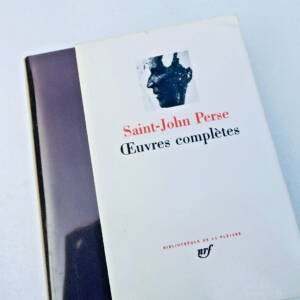 Saint-John Perse
Œuvres complètes
BIBLIOTHÈQUE DE LA PLÉIADE
nrf